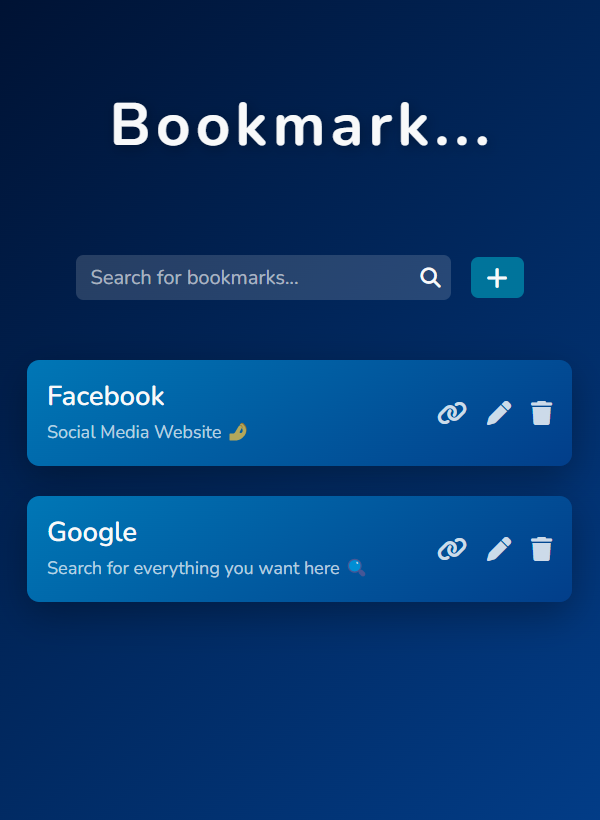 Bookmark...
Search for bookmarks...
Facebook
Social Media Website 🤌
Google
Search for everything you want here 🔍